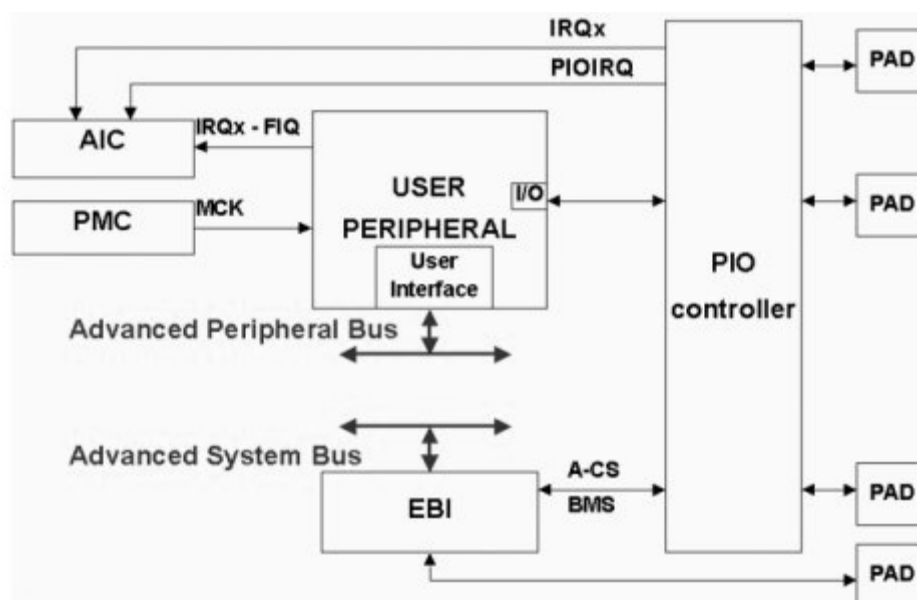 IRQx
PIOIRQ
PAD
AIC
IRQx - FIQ
USER
PERIPHERAL
I/O
PMC
MCK
PAD
User
Interface
PIO
controller
Advanced Peripheral Bus
Advanced System Bus
EBI
A-CS
BMS
PAD
PAD